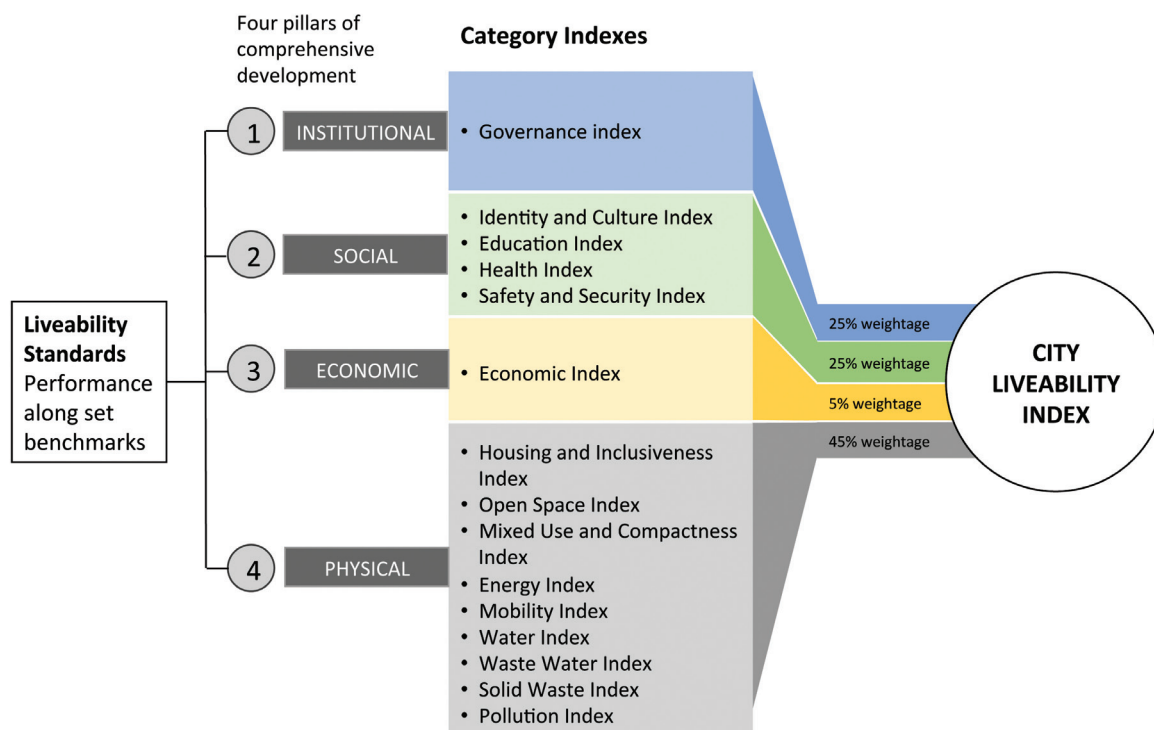 Four pillars of
comprehensive
development
Category Indexes
1
INSTITUTIONAL
• Governance index
2
SOCIAL
• Identity and Culture Index
• Education Index
• Health Index
• Safety and Security Index
3
ECONOMIC
• Economic Index
4
PHYSICAL
• Housing and Inclusiveness
Index
• Open Space Index
• Mixed Use and Compactness
Index
• Energy Index
• Mobility Index
• Water Index
• Waste Water Index
• Solid Waste Index
• Pollution Index
Liveability
Standards
Performance
along set
benchmarks
25% weightage
25% weightage
5% weightage
45% weightage
CITY
LIVEABILITY
INDEX